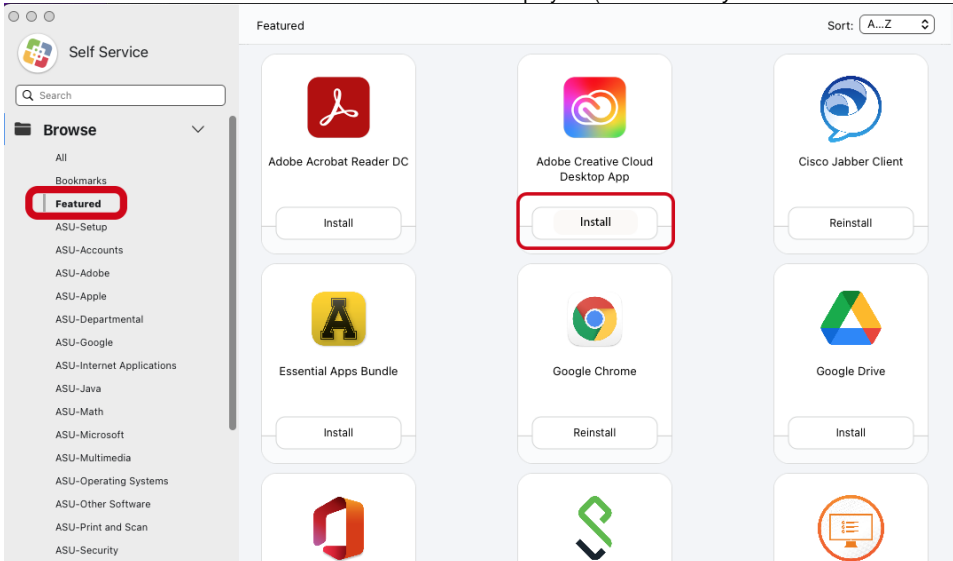 Featured
Sort: A...Z
Self Service
Search
Browse
All
Bookmarks
Featured
ASU-Setup
ASU-Accounts
ASU-Adobe
ASU-Apple
ASU-Departmental
ASU-Google
ASU-Internet Applications
ASU-Java
ASU-Math
ASU-Microsoft
ASU-Multimedia
ASU-Operating Systems
ASU-Other Software
ASU-Print and Scan
ASU-Security
Adobe Acrobat Reader DC
Install
Adobe Creative Cloud
Desktop App
Install
Cisco Jabber Client
Reinstall
A
Essential Apps Bundle
Install
Google Chrome
Reinstall
Google Drive
Install